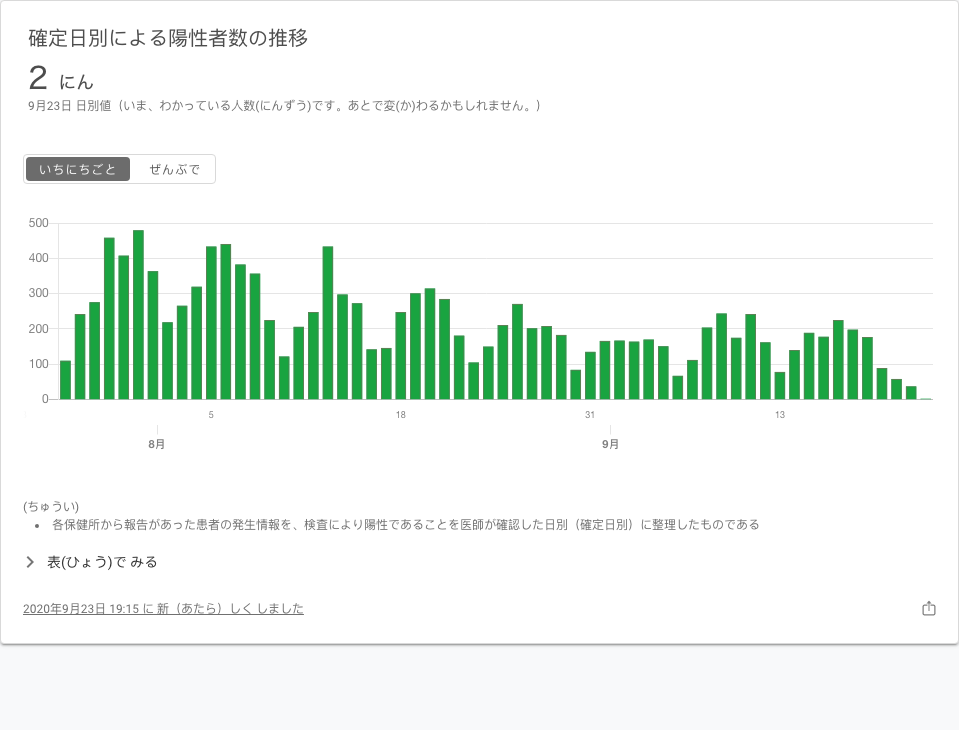 確定日別による陽性者数の推移
2 にん
9月23日 日別値（いま、わかっている人数(にんずう)です。あとで変(か)わるかもしれません。）
いちにちごと ぜんぶで
500
400
300
200
100
0
5 18 31 13
8月 9月
(ちゅうい)
• 各保健所から報告があった患者の発生情報を、検査により陽性であることを医師が確認した日別（確定日別）に整理したものである
表(ひょう)で みる
2020年9月23日 19:15 に 新（あたら）しく しました